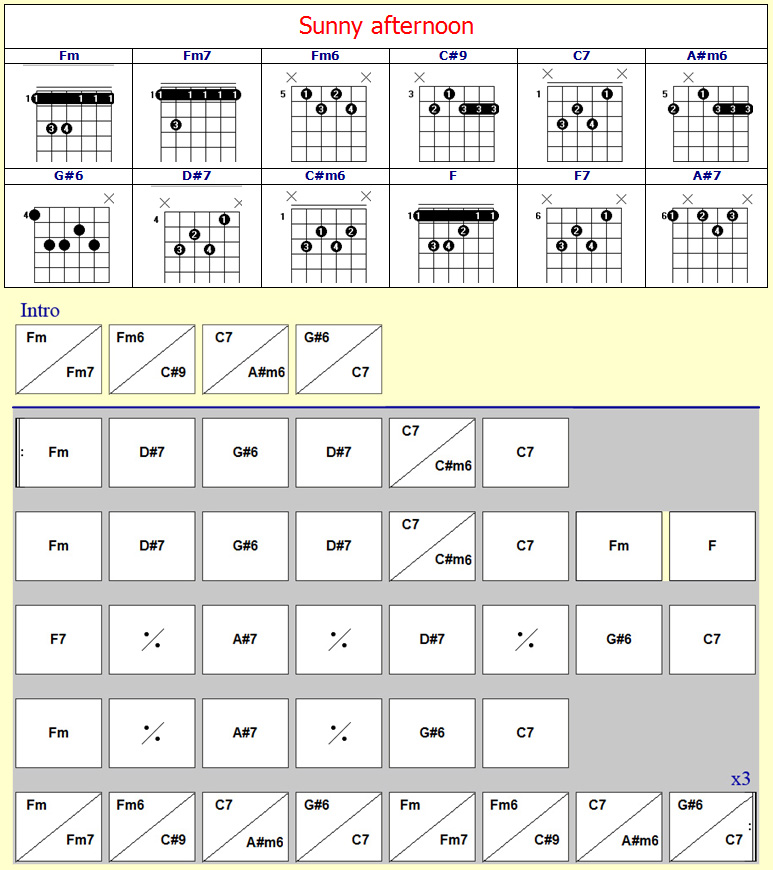 Sunny afternoon
Fm Fm7 Fm6 C#9 C7 A#m6
1 1 1 1 1 3 4
1 1 1 1 1 1 3
× × 5 1 2 3 4
× 3 1 2 3 3 3
× × 1 1 2 3 4
× 5 1 2 3 3 3
G#6 D#7 C#m6 F F7 A#7
× 4
× × 4 1 2 3 4
× × 1 1 2 3 4
1 1 1 1 2 3 4
× × 6 1 2 3 4
× × 6 1 2 3 4
Intro
Fm Fm7 Fm6 C#9 C7 A#m6 G#6 C7
: Fm D#7 G#6 D#7 C7 C#m6 C7
Fm D#7 G#6 D#7 C7 C#m6 C7 Fm F
F7 ⁒ A#7 ⁒ D#7 ⁒ G#6 C7
Fm ⁒ A#7 ⁒ G#6 C7
x3
Fm Fm7 Fm6 C#9 C7 A#m6 G#6 C7 Fm Fm7 Fm6 C#9 C7 A#m6 G#6 C7 :